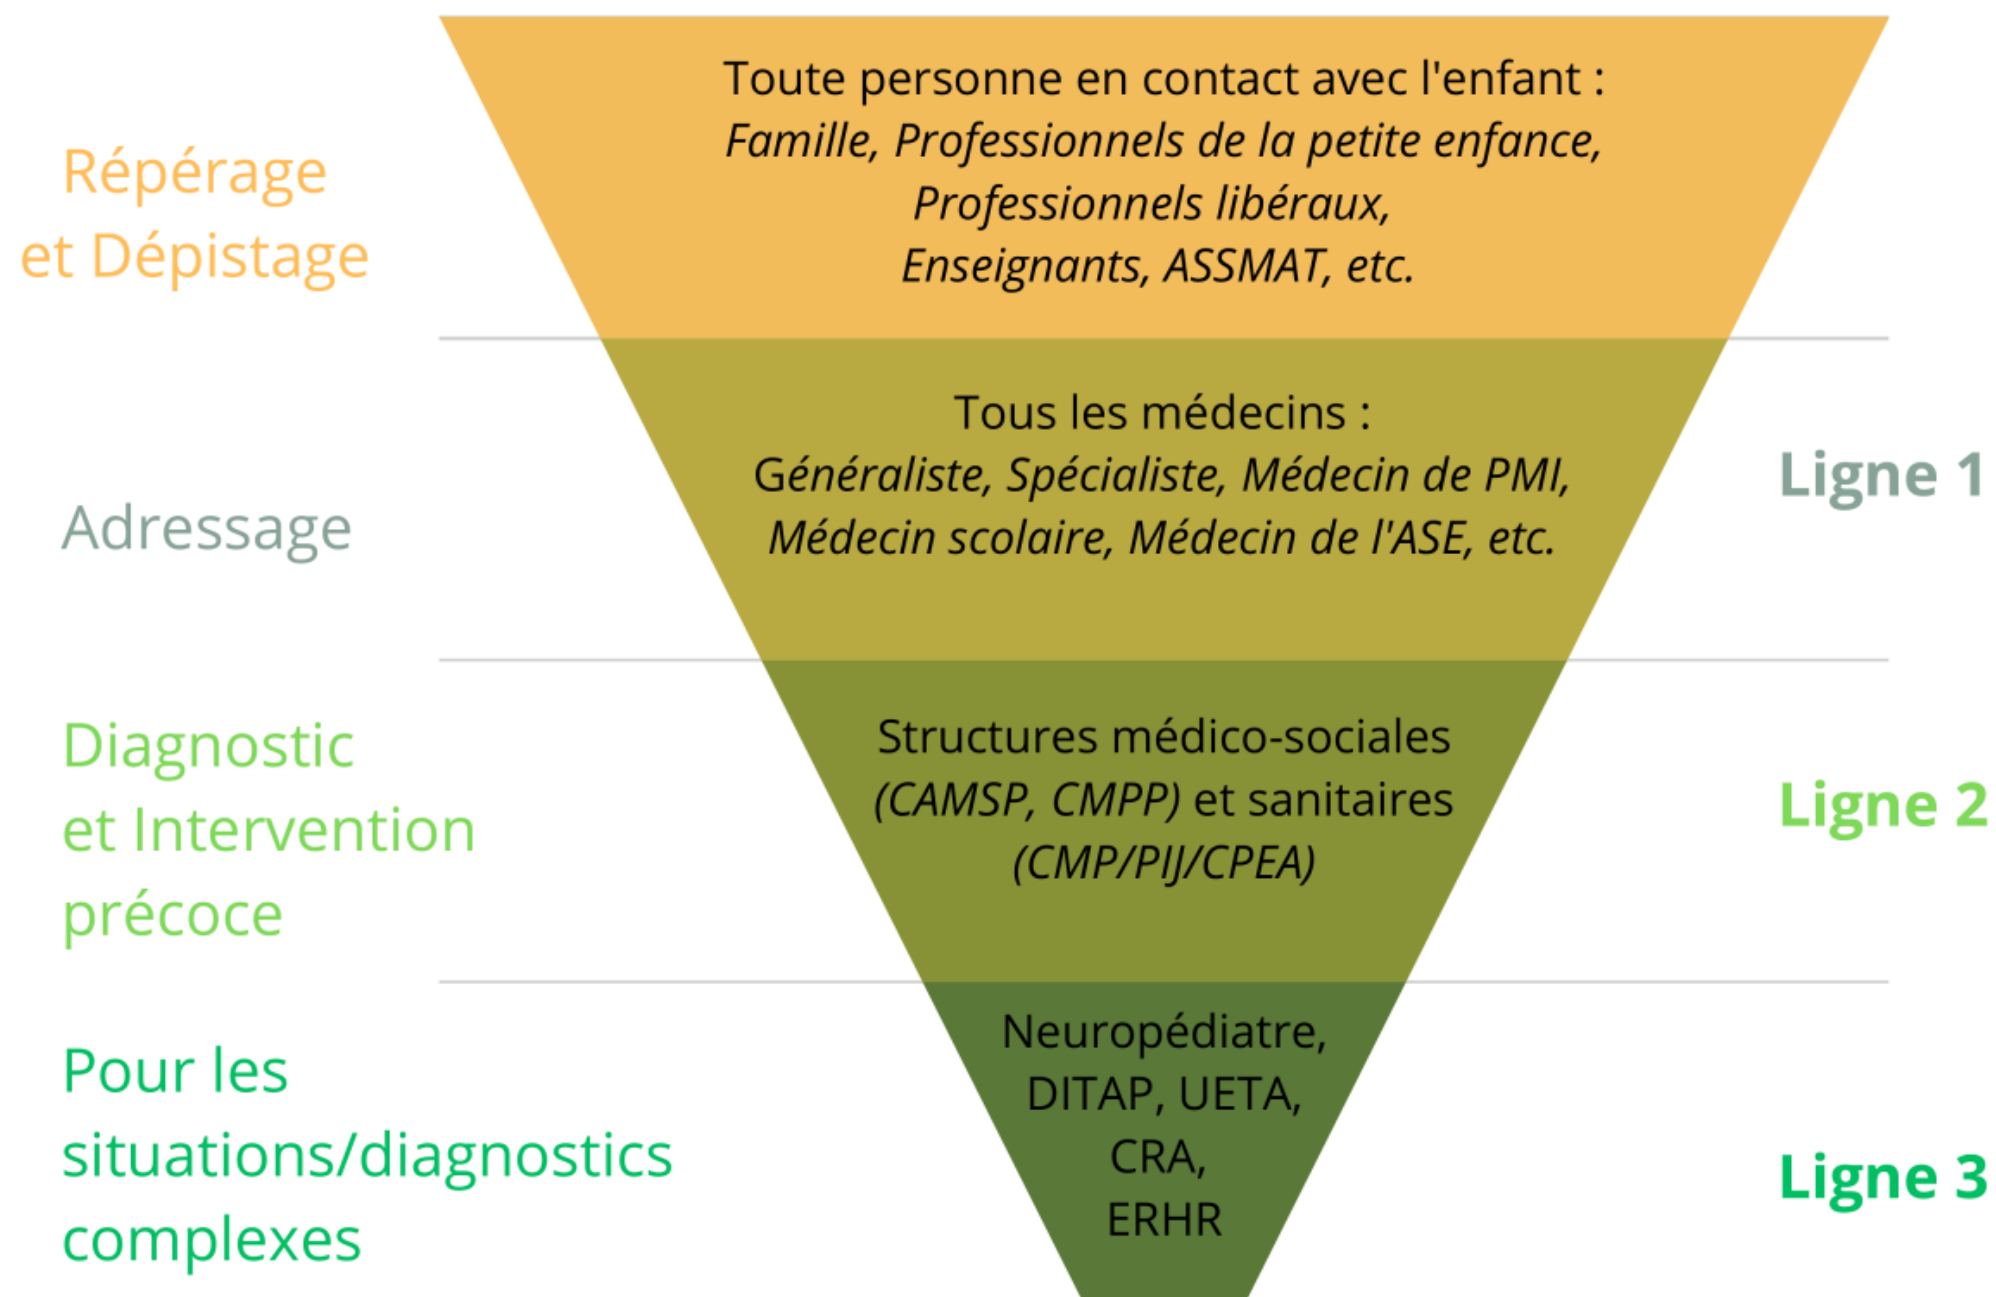 Répérage
et Dépistage
Toute personne en contact avec l'enfant :
Famille, Professionnels de la petite enfance,
Professionnels libéraux,
Enseignants, ASSMAT, etc.
Adressage
Tous les médecins :
Généraliste, Spécialiste, Médecin de PMI,
Médecin scolaire, Médecin de l'ASE, etc.
Ligne 1
Diagnostic
et Intervention
précoce
Structures médico-sociales
(CAMSP, CMPP) et sanitaires
(CMP/PIJ/CPEA)
Ligne 2
Pour les
situations/diagnostics
complexes
Neuropédiatre,
DITAP, UETA,
CRA,
ERHR
Ligne 3